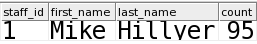 staff_id first_name last_name count
1 Mike Hillyer 95